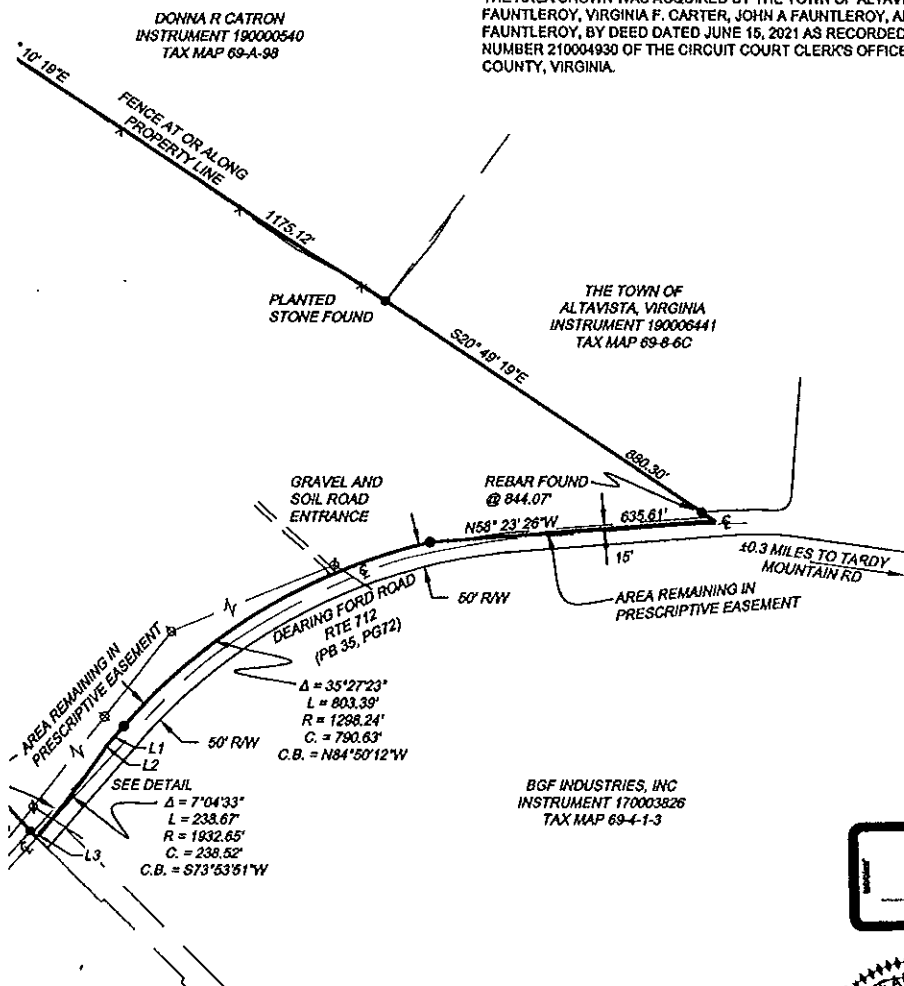 DONNA R CATRON
INSTRUMENT 190000540
TAX MAP 69-A-98
FAUNTLEROY, VIRGINIA F. CARTER, JOHN A FAUNTLEROY,
FAUNTLEROY, BY DEED DATED JUNE 15, 2021 AS RECORDED
NUMBER 210004930 OF THE CIRCUIT COURT CLERK'S OFFICE
COUNTY, VIRGINIA.
° 10' 19"E
FENCE AT OR ALONG
PROPERTY LINE
1175.12'
PLANTED
STONE FOUND
THE TOWN OF
ALTAVISTA, VIRGINIA
INSTRUMENT 190006441
TAX MAP 69-8-6C
S20° 49' 19"E
880.30'
GRAVEL AND
SOIL ROAD
ENTRANCE
REBAR FOUND
@ 844.07'
N58° 23' 26"W
635.61'
15'
±0.3 MILES TO TARDY
MOUNTAIN RD
50' R/W
AREA REMAINING IN
PRESCRIPTIVE EASEMENT
DEARING FORD ROAD
RTE 712
(PB 35, PG72)
AREA REMAINING IN
PRESCRIPTIVE EASEMENT
Δ = 35°27'23"
L = 803.39'
R = 1298.24'
C. = 790.63'
C.B. = N84°50'12"W
50' R/W
L1
L2
SEE DETAIL
Δ = 7°04'33"
L = 238.67'
R = 1932.65'
C. = 238.52'
C.B. = S73°53'51"W
L3
BGF INDUSTRIES, INC
INSTRUMENT 170003826
TAX MAP 69-4-1-3